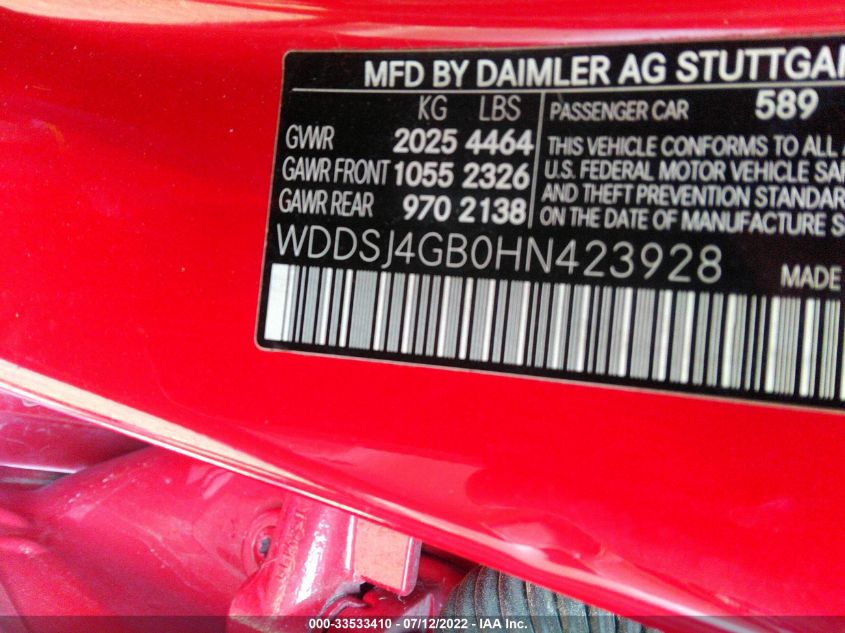 MFD BY DAIMLER AG STUTTGA
KG LBS
GVWR 2025 4464
GAWR FRONT 1055 2326
GAWR REAR 970 2138
PASSENGER CAR 589
THIS VEHICLE CONFORMS TO ALL A
U.S. FEDERAL MOTOR VEHICLE SA
AND THEFT PREVENTION STANDAR
ON THE DATE OF MANUFACTURE S
WDDSJ4GB0HN423928
MADE
000-33533410 - 07/12/2022 - IAA Inc.